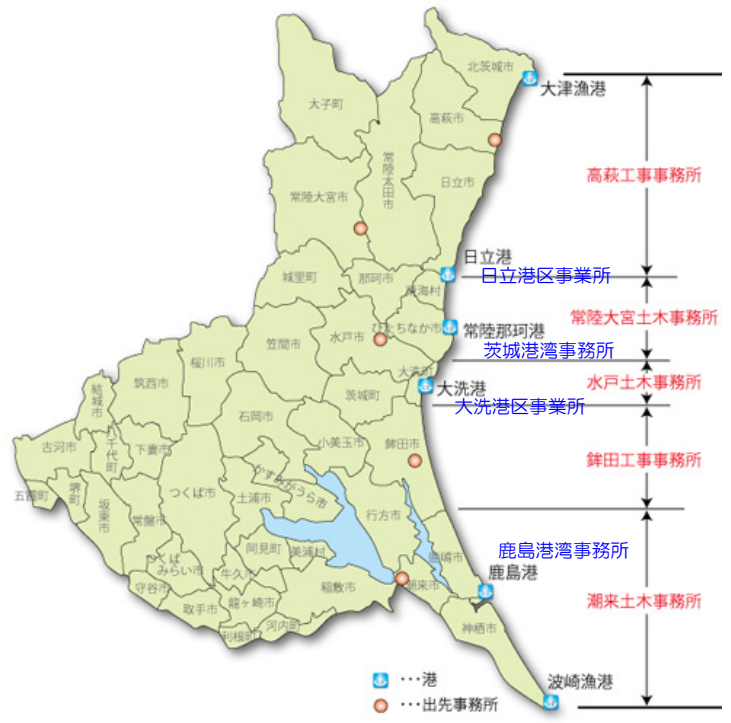 北茨城市
大津漁港
大子町
高萩市
常陸太田市
高萩工事事務所
日立市
常陸大宮市
日立港
日立港区事業所
城里町
那珂市
東海村
常陸大宮土木事務所
ひたちなか市
常陸那珂港
水戸市
笠間市
茨城港湾事務所
桜川市
大洗町
水戸土木事務所
筑西市
大洗港
結城市
茨城町
大洗港区事業所
石岡市
小美玉市
鉾田市
古河市
八千代町
下妻市
鉾田工事事務所
かすみがうら市
五霞町
堺町
つくば市
土浦市
坂東市
常盤市
行方市
阿見町
美浦村
鹿嶋市
鹿島港湾事務所
つくば
みらい市
鹿島港
守谷市
牛久市
稲敷市
潮来市
潮来土木事務所
取手市
龍ヶ崎市
利根町
河内町
神栖市
波崎漁港
･･･港
･･･出先事務所